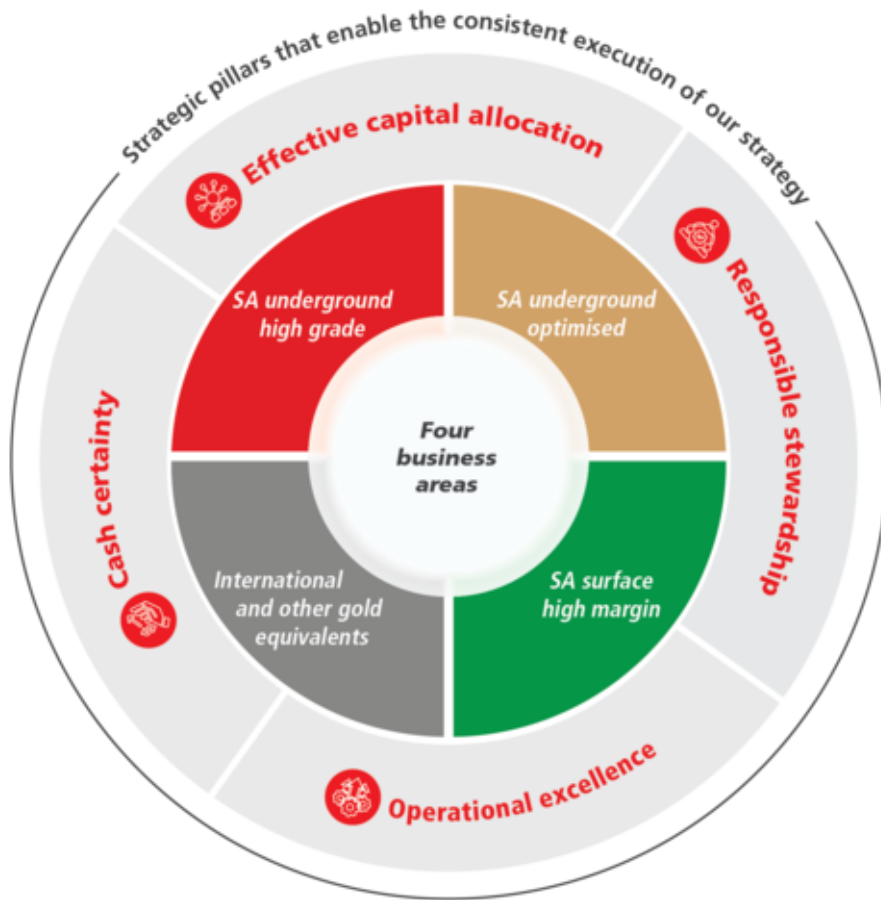 Strategic pillars that enable the consistent execution of our strategy
Effective capital allocation
Responsible stewardship
Operational excellence
Cash certainty
SA underground
high grade
SA underground
optimised
Four
business
areas
International
and other gold
equivalents
SA surface
high margin